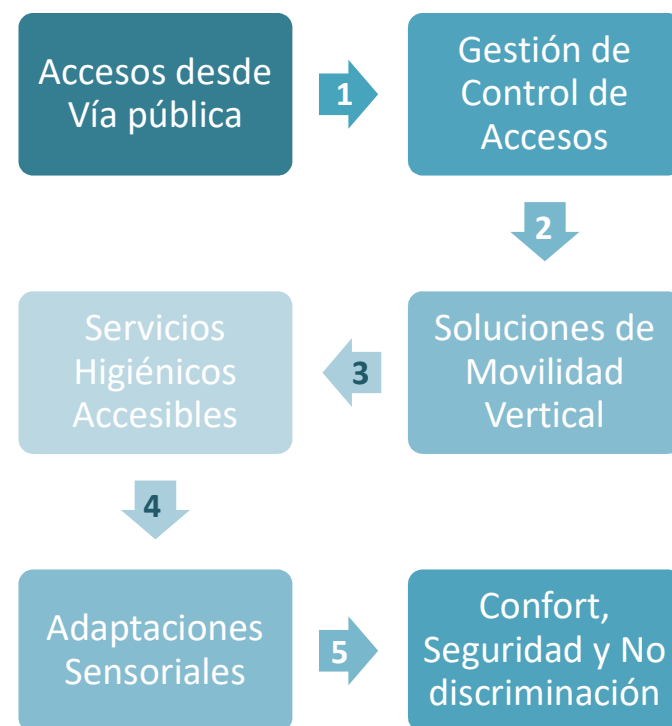 Accesos desde
Vía pública
1
Gestión de
Control de
Accesos
2
Soluciones de
Movilidad
Vertical
3
Servicios
Higiénicos
Accesibles
4
Adaptaciones
Sensoriales
5
Confort,
Seguridad y No
discriminación